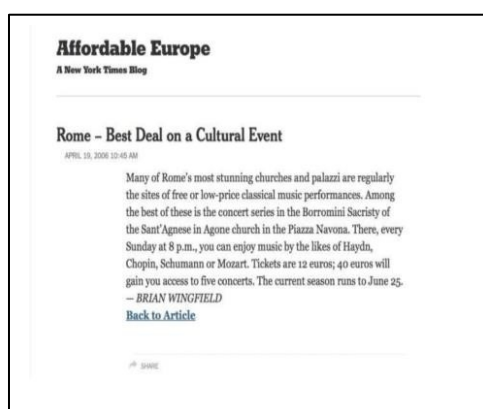 Affordable Europe
A New York Times Blog
Rome – Best Deal on a Cultural Event
APRIL 19, 2006 10:45 AM
Many of Rome's most stunning churches and palazzi are regularly
the sites of free or low-price classical music performances. Among
the best of these is the concert series in the Borromini Sacristy of
the Sant'Agnese in Agone church in the Piazza Navona. There, every
Sunday at 8 p.m., you can enjoy music by the likes of Haydn,
Chopin, Schumann or Mozart. Tickets are 12 euros; 40 euros will
gain you access to five concerts. The current season runs to June 25.
— BRIAN WINGFIELD
Back to Article
SHARE